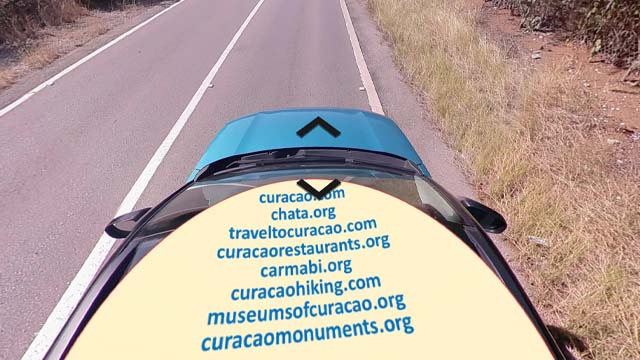 curacao.com
chata.org
traveltocuracao.com
curacaorestaurants.org
carmabi.org
curacaohiking.com
museumsofcuracao.org
curacaomonuments.org